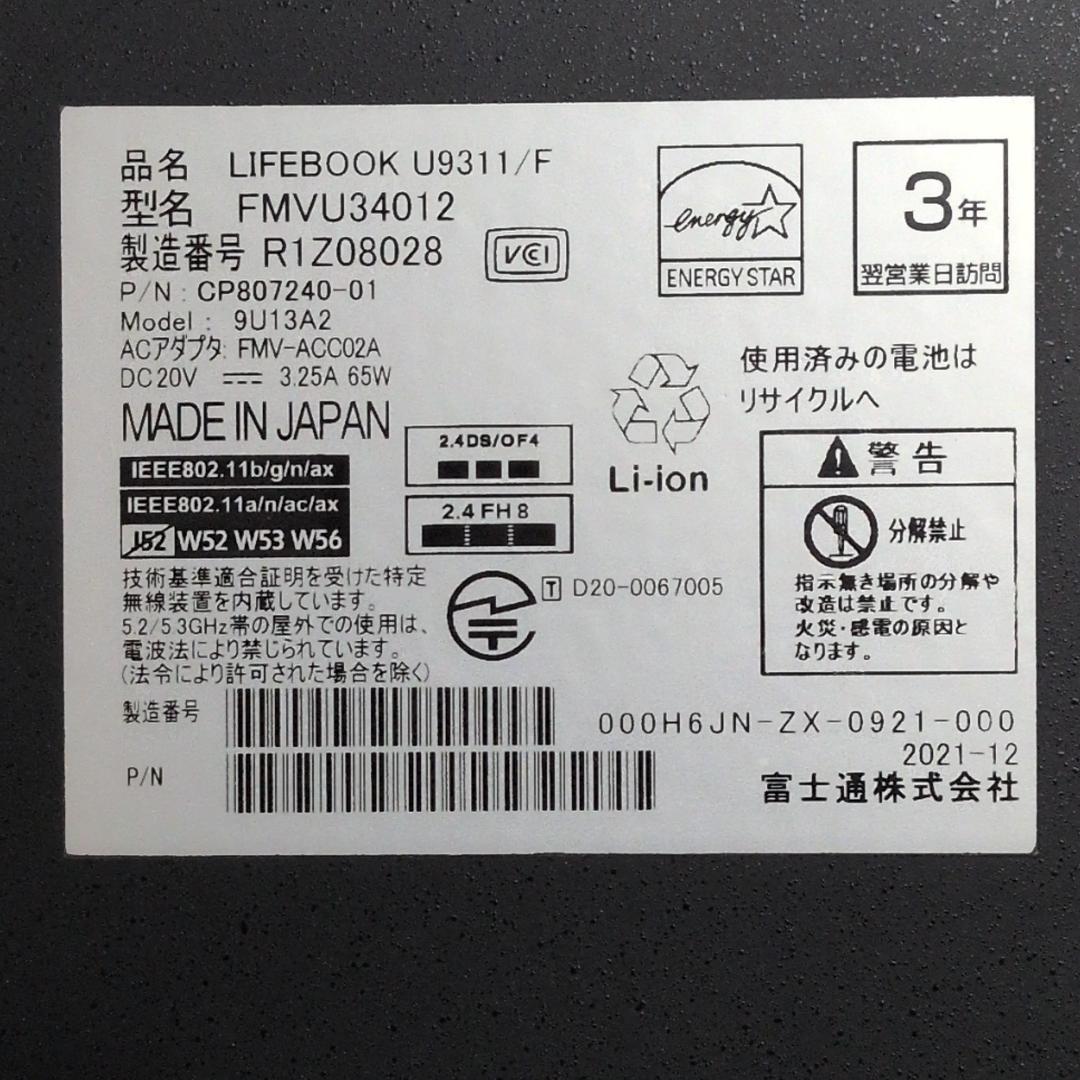 品名 LIFEBOOK U9311/F
型名 FMVU34012
製造番号 R1Z08028
VCCI
P/N : CP807240-01
Model : 9U13A2
ACアダプタ: FMV-ACC02A
DC20V ⎓ 3.25A 65W
MADE IN JAPAN
IEEE802.11b/g/n/ax
IEEE802.11a/n/ac/ax
J52 W52 W53 W56
2.4DS/OF4
2.4FH8
技術基準適合証明を受けた特定
無線装置を内蔵しています。
5.2/5.3GHz帯の屋外での使用は、
電波法により禁じられています。
(法令により許可された場合を除く)
T D20-0067005
energy
ENERGY STAR
3年
翌営業日訪問
使用済みの電池は
リサイクルへ
Li-ion
警告
分解禁止
指示無き場所の分解や
改造は禁止です。
火災・感電の原因と
なります。
製造番号
P/N
000H6JN-ZX-0921-000
2021-12
富士通株式会社